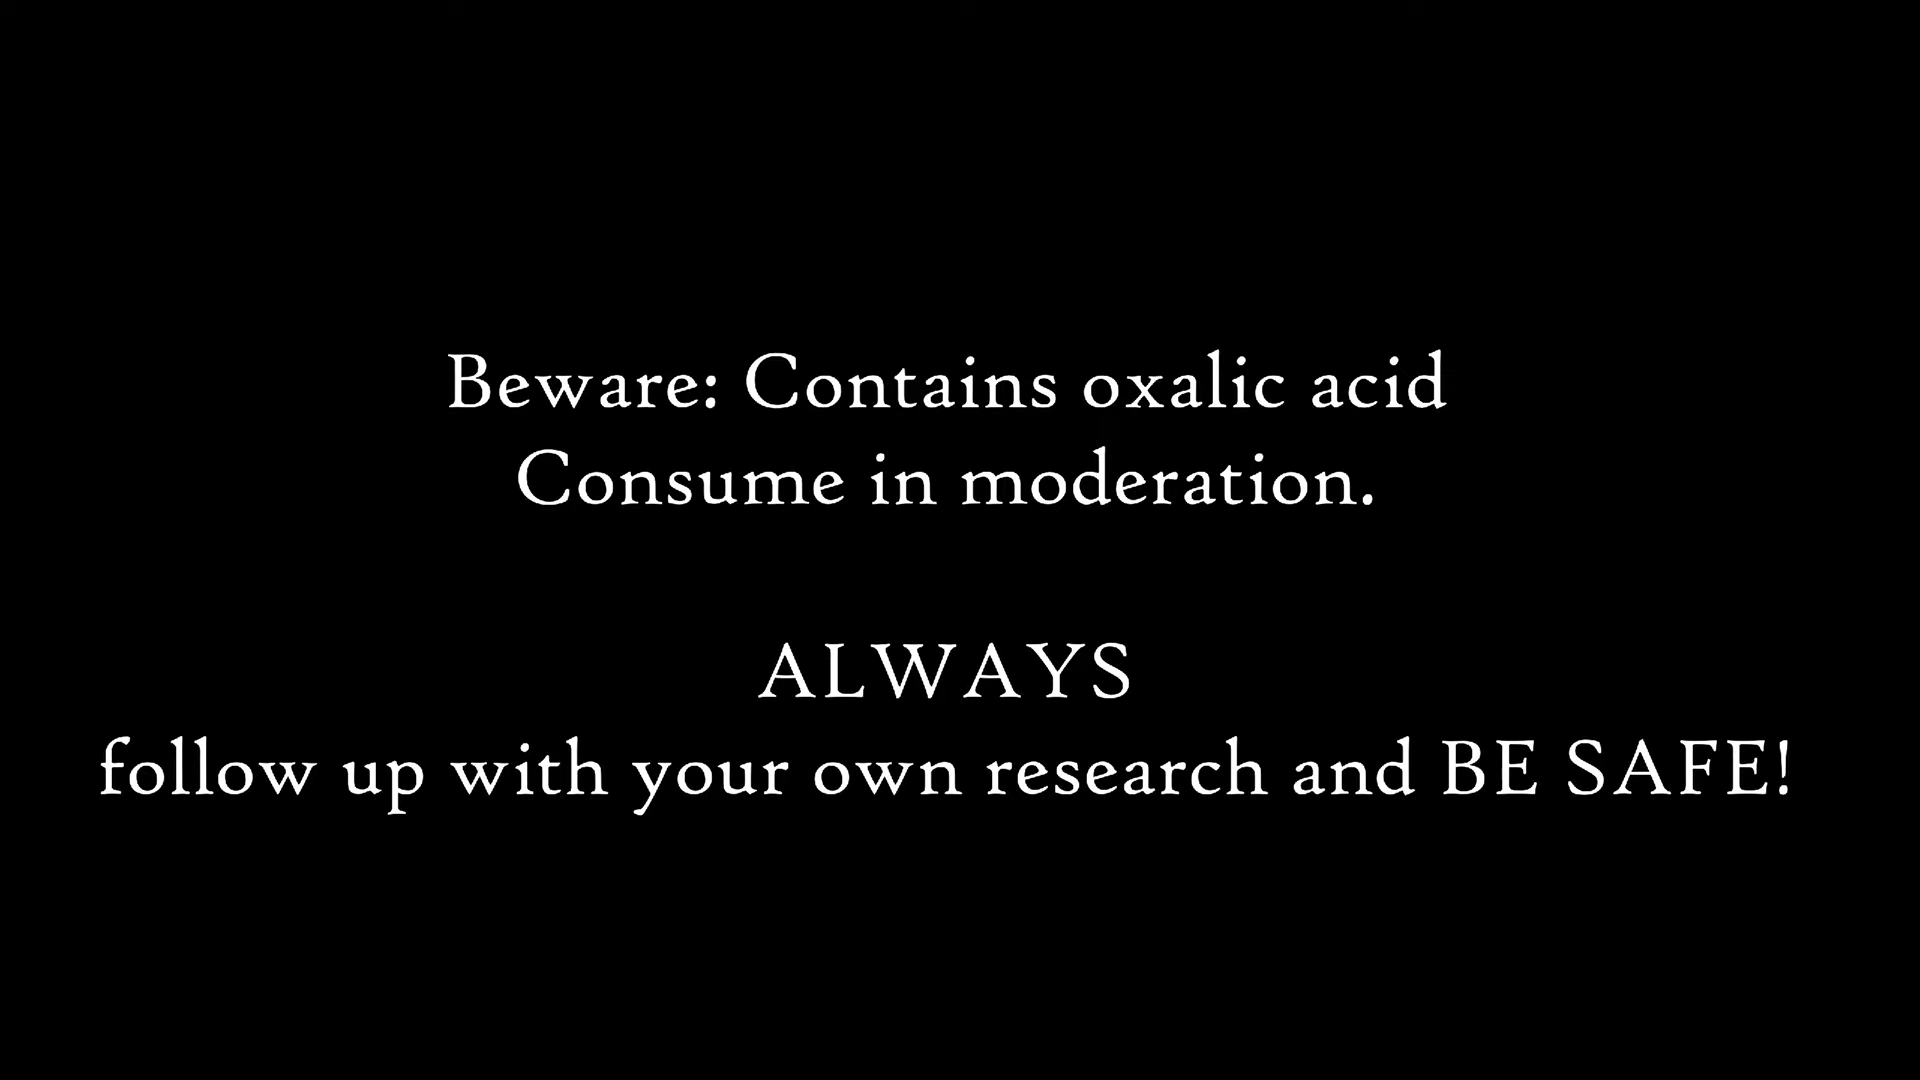 Beware: Contains oxalic acid
Consume in moderation.
ALWAYS
follow up with your own research and BE SAFE!